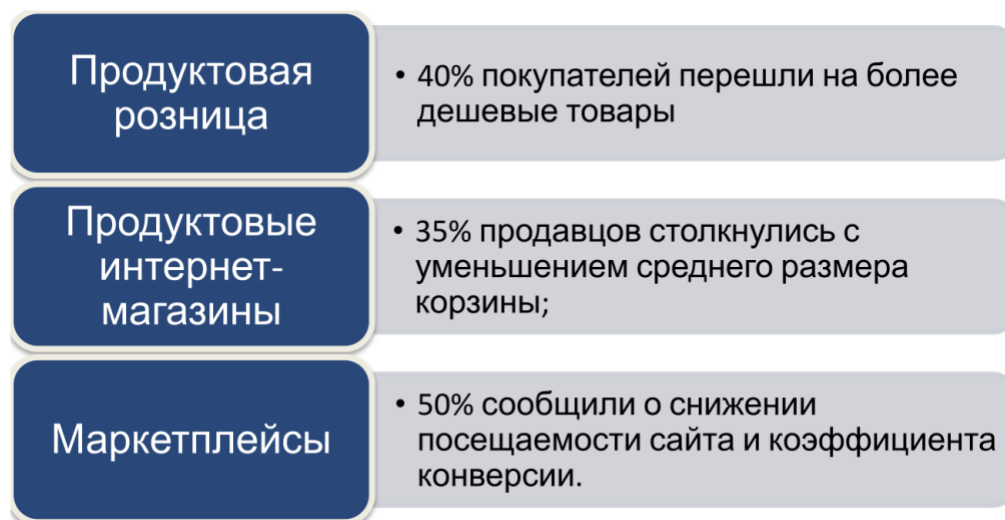 Продуктовая
розница
• 40% покупателей перешли на более
дешевые товары
Продуктовые
интернет-
магазины
• 35% продавцов столкнулись с
уменьшением среднего размера
корзины;
Маркетплейсы
• 50% сообщили о снижении
посещаемости сайта и коэффициента
конверсии.